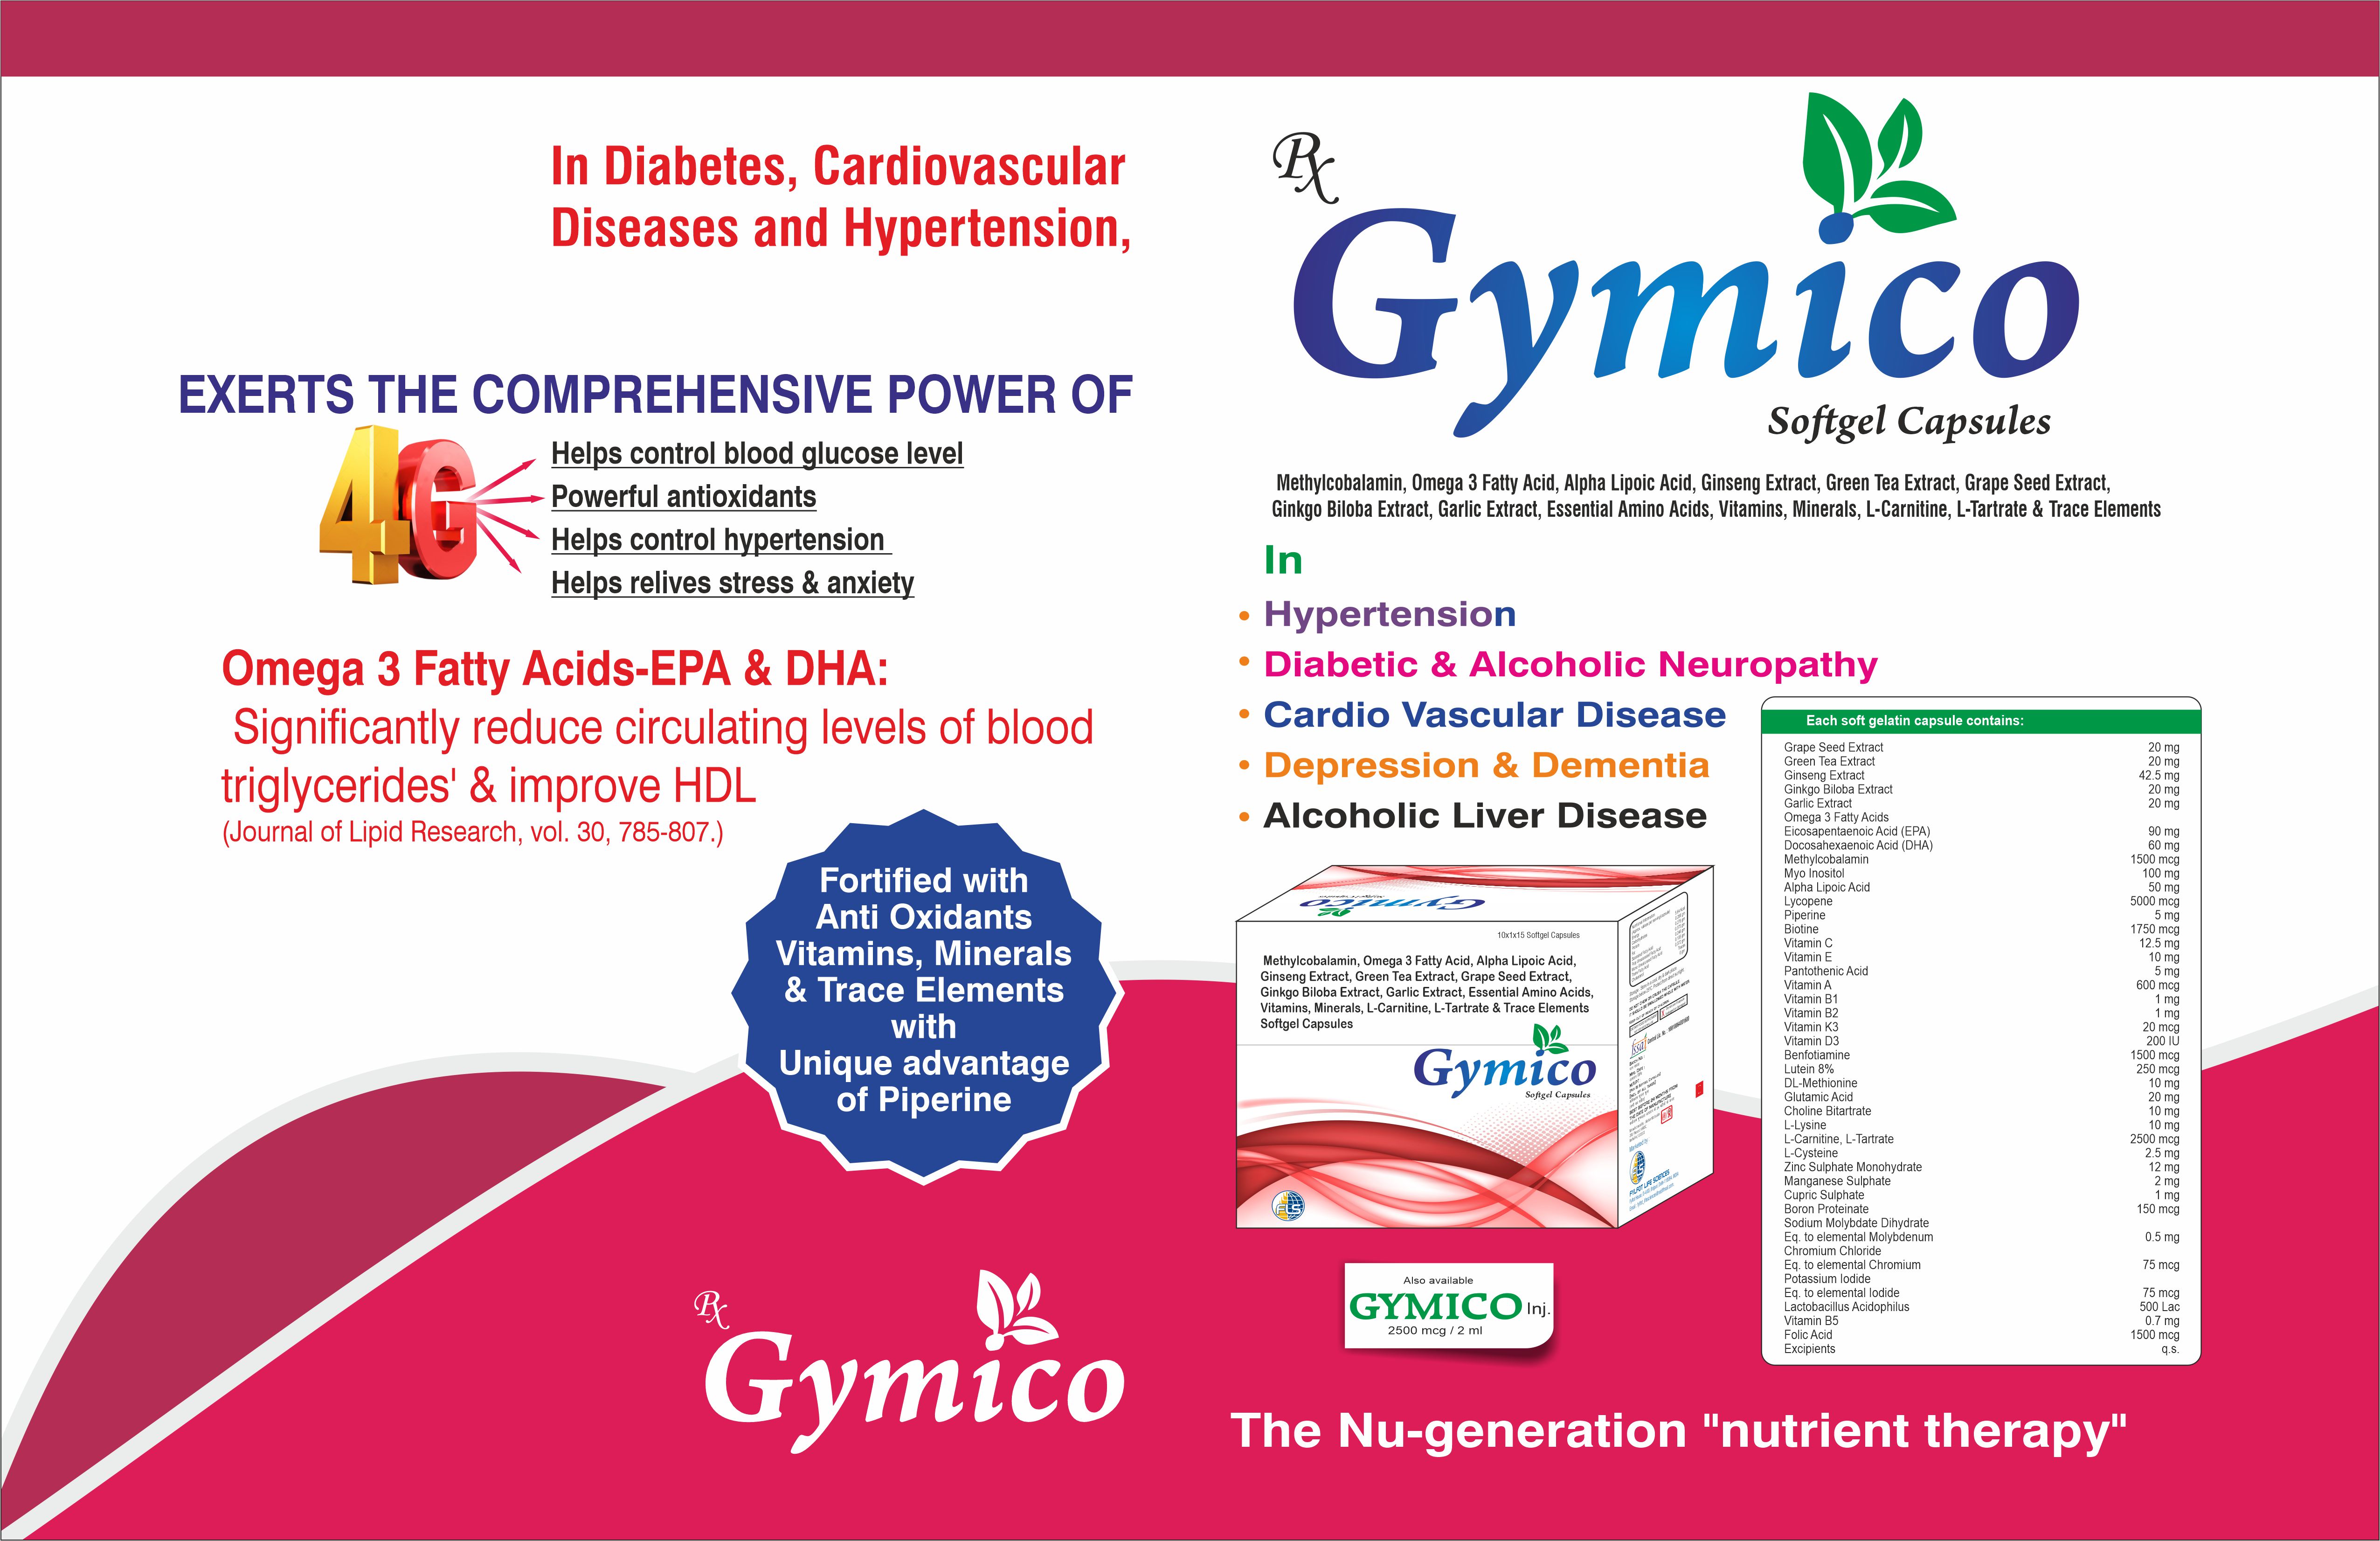 In Diabetes, Cardiovascular
Diseases and Hypertension,
EXERTS THE COMPREHENSIVE POWER OF
4G
Helps control blood glucose level
Powerful antioxidants
Helps control hypertension
Helps relives stress & anxiety
Omega 3 Fatty Acids-EPA & DHA:
Significantly reduce circulating levels of blood
triglycerides' & improve HDL
(Journal of Lipid Research, vol. 30, 785-807.)
Fortified with
Anti Oxidants
Vitamins, Minerals
& Trace Elements
with
Unique advantage
of Piperine
Rx
Gymico
Rx
Gymico
Softgel Capsules
Methylcobalamin, Omega 3 Fatty Acid, Alpha Lipoic Acid, Ginseng Extract, Green Tea Extract, Grape Seed Extract,
Ginkgo Biloba Extract, Garlic Extract, Essential Amino Acids, Vitamins, Minerals, L-Carnitine, L-Tartrate & Trace Elements
In
• Hypertension
• Diabetic & Alcoholic Neuropathy
• Cardio Vascular Disease
• Depression & Dementia
• Alcoholic Liver Disease
Gymico
10x1x15 Softgel Capsules
Methylcobalamin, Omega 3 Fatty Acid, Alpha Lipoic Acid,
Ginseng Extract, Green Tea Extract, Grape Seed Extract,
Ginkgo Biloba Extract, Garlic Extract, Essential Amino Acids,
Vitamins, Minerals, L-Carnitine, L-Tartrate & Trace Elements
Softgel Capsules
Gymico
Softgel Capsules
FLS
Each soft gelatin capsule contains:
Grape Seed Extract 20 mg
Green Tea Extract 20 mg
Ginseng Extract 42.5 mg
Ginkgo Biloba Extract 20 mg
Garlic Extract 20 mg
Omega 3 Fatty Acids
Eicosapentaenoic Acid (EPA) 90 mg
Docosahexaenoic Acid (DHA) 60 mg
Methylcobalamin 1500 mcg
Myo Inositol 100 mg
Alpha Lipoic Acid 50 mg
Lycopene 5000 mcg
Piperine 5 mg
Biotine 1750 mcg
Vitamin C 12.5 mg
Vitamin E 10 mg
Pantothenic Acid 5 mg
Vitamin A 600 mcg
Vitamin B1 1 mg
Vitamin B2 1 mg
Vitamin K3 20 mcg
Vitamin D3 200 IU
Benfotiamine 1500 mcg
Lutein 8% 250 mcg
DL-Methionine 10 mg
Glutamic Acid 20 mg
Choline Bitartrate 10 mg
L-Lysine 10 mg
L-Carnitine, L-Tartrate 2500 mcg
L-Cysteine 2.5 mg
Zinc Sulphate Monohydrate 12 mg
Manganese Sulphate 2 mg
Cupric Sulphate 1 mg
Boron Proteinate 150 mcg
Sodium Molybdate Dihydrate
Eq. to elemental Molybdenum 0.5 mg
Chromium Chloride
Eq. to elemental Chromium 75 mcg
Potassium Iodide
Eq. to elemental Iodide 75 mcg
Lactobacillus Acidophilus 500 Lac
Vitamin B5 0.7 mg
Folic Acid 1500 mcg
Excipients q.s.
Also available
GYMICO Inj.
2500 mcg / 2 ml
The Nu-generation "nutrient therapy"